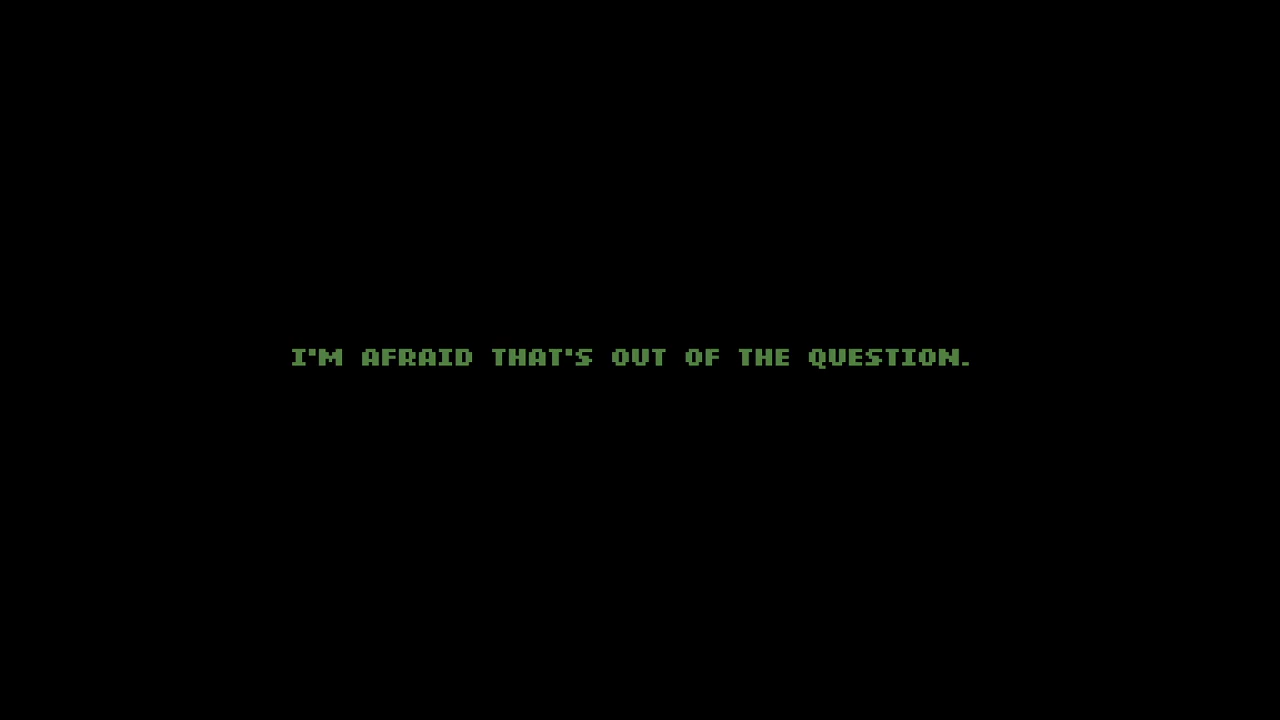 I'M AFRAID THAT'S OUT OF THE QUESTION.